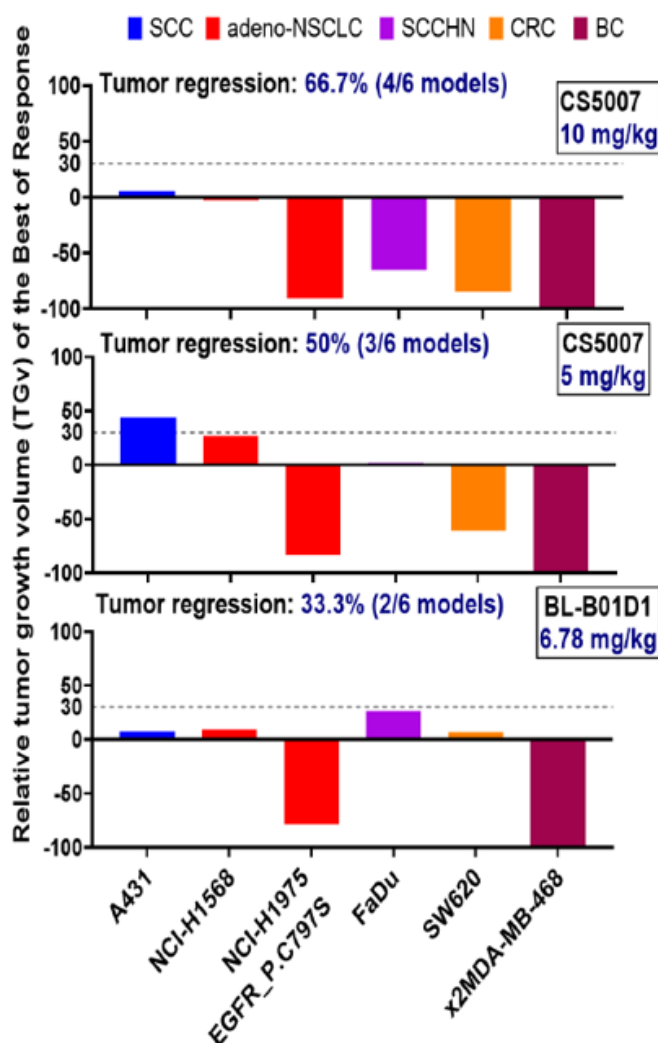 SCC adeno-NSCLC SCCHN CRC BC
Relative tumor growth volume (TGv) of the Best of Response
Tumor regression: 66.7% (4/6 models)
CS5007
10 mg/kg
100
50
30
0
-50
-100
Tumor regression: 50% (3/6 models)
CS5007
5 mg/kg
100
50
30
0
-50
-100
Tumor regression: 33.3% (2/6 models)
BL-B01D1
6.78 mg/kg
100
50
30
0
-50
-100
A431
NCI-H1568
NCI-H1975
EGFR_P.C797S
FaDu
SW620
x2MDA-MB-468